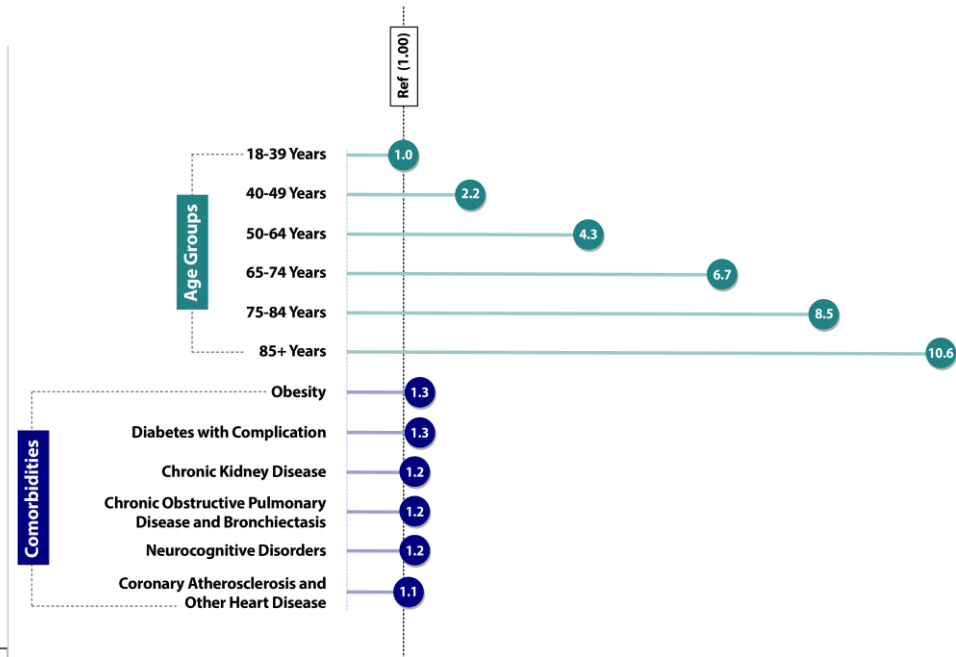 Ref (1.00)
Age Groups
18-39 Years
1.0
40-49 Years
2.2
50-64 Years
4.3
65-74 Years
6.7
75-84 Years
8.5
85+ Years
10.6
Comorbidities
Obesity
1.3
Diabetes with Complication
1.3
Chronic Kidney Disease
1.2
Chronic Obstructive Pulmonary
Disease and Bronchiectasis
1.2
Neurocognitive Disorders
1.2
Coronary Atherosclerosis and
Other Heart Disease
1.1